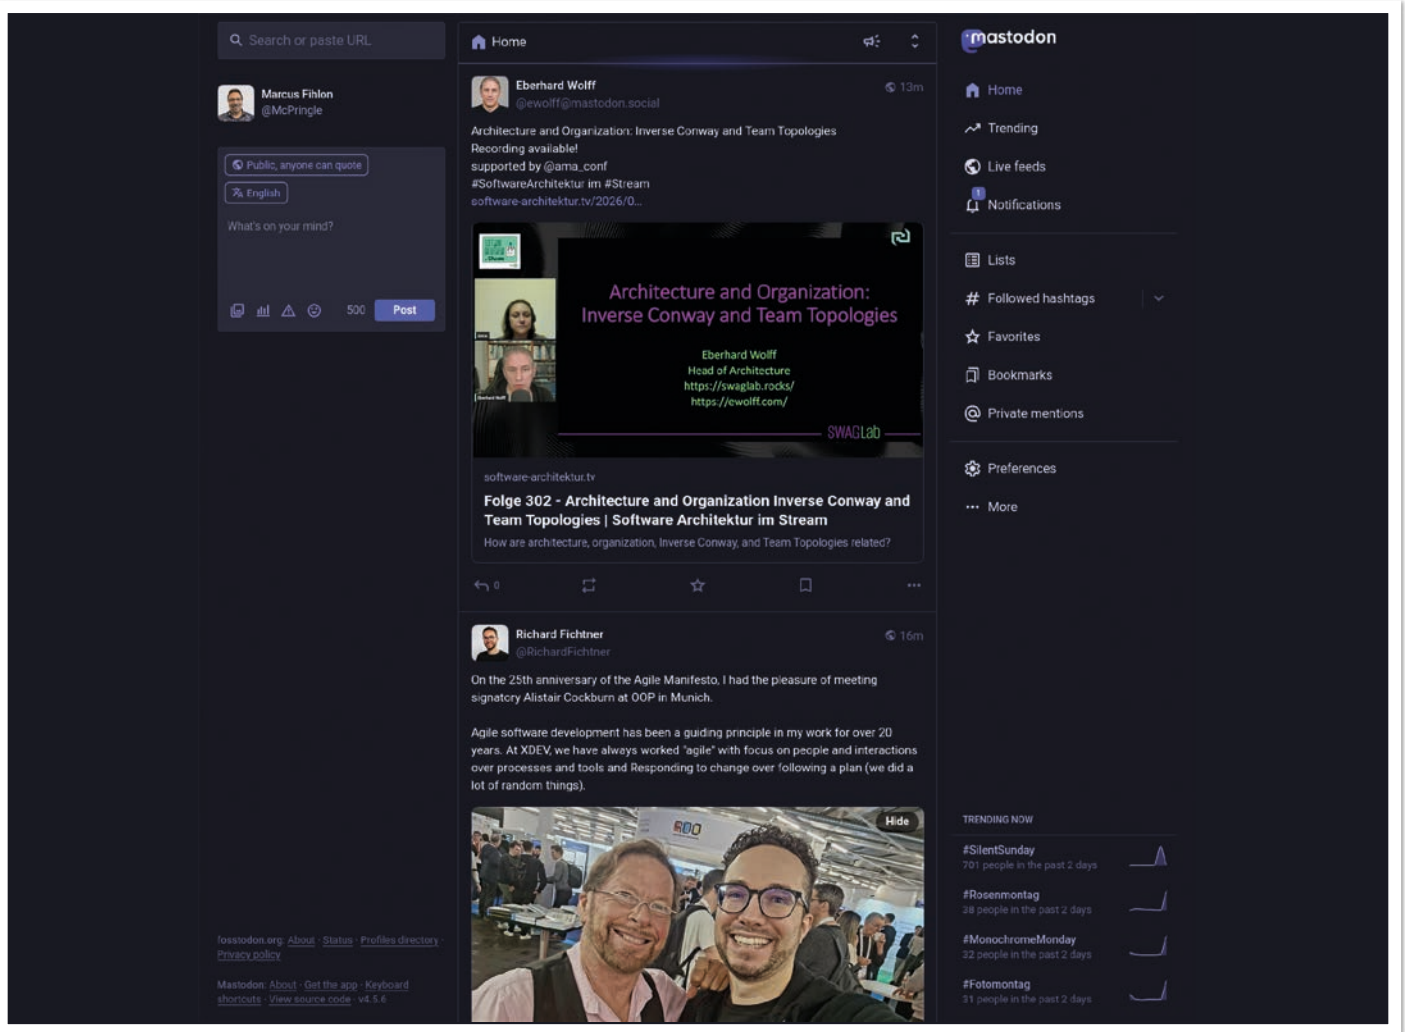 Search or paste URL
Marcus Fihlon
@McPringle
Public, anyone can quote
English
What's on your mind?
500 Post
fosstodon.org: About · Status · Profiles directory ·
Privacy policy
Mastodon: About · Get the app · Keyboard
shortcuts · View source code · v4.5.6
Home
Eberhard Wolff
@ewolff@mastodon.social
13m
Architecture and Organization: Inverse Conway and Team Topologies
Recording available!
supported by @ama_conf
#SoftwareArchitektur im #Stream
software-architektur.tv/2026/0…
Architecture and Organization:
Inverse Conway and Team Topologies
Eberhard Wolff
Head of Architecture
https://swaglab.rocks/
https://ewolff.com/
SWAGLab
Eberhard Wolff
software-architektur.tv
Folge 302 - Architecture and Organization Inverse Conway and
Team Topologies | Software Architektur im Stream
How are architecture, organization, Inverse Conway, and Team Topologies related?
0
Richard Fichtner
@RichardFichtner
16m
On the 25th anniversary of the Agile Manifesto, I had the pleasure of meeting
signatory Alistair Cockburn at OOP in Munich.
Agile software development has been a guiding principle in my work for over 20
years. At XDEV, we have always worked "agile" with focus on people and interactions
over processes and tools and Responding to change over following a plan (we did a
lot of random things).
Hide
mastodon
Home
Trending
Live feeds
1
Notifications
Lists
# Followed hashtags
Favorites
Bookmarks
@ Private mentions
Preferences
More
TRENDING NOW
#SilentSunday
701 people in the past 2 days
#Rosenmontag
38 people in the past 2 days
#MonochromeMonday
32 people in the past 2 days
#Fotomontag
31 people in the past 2 days